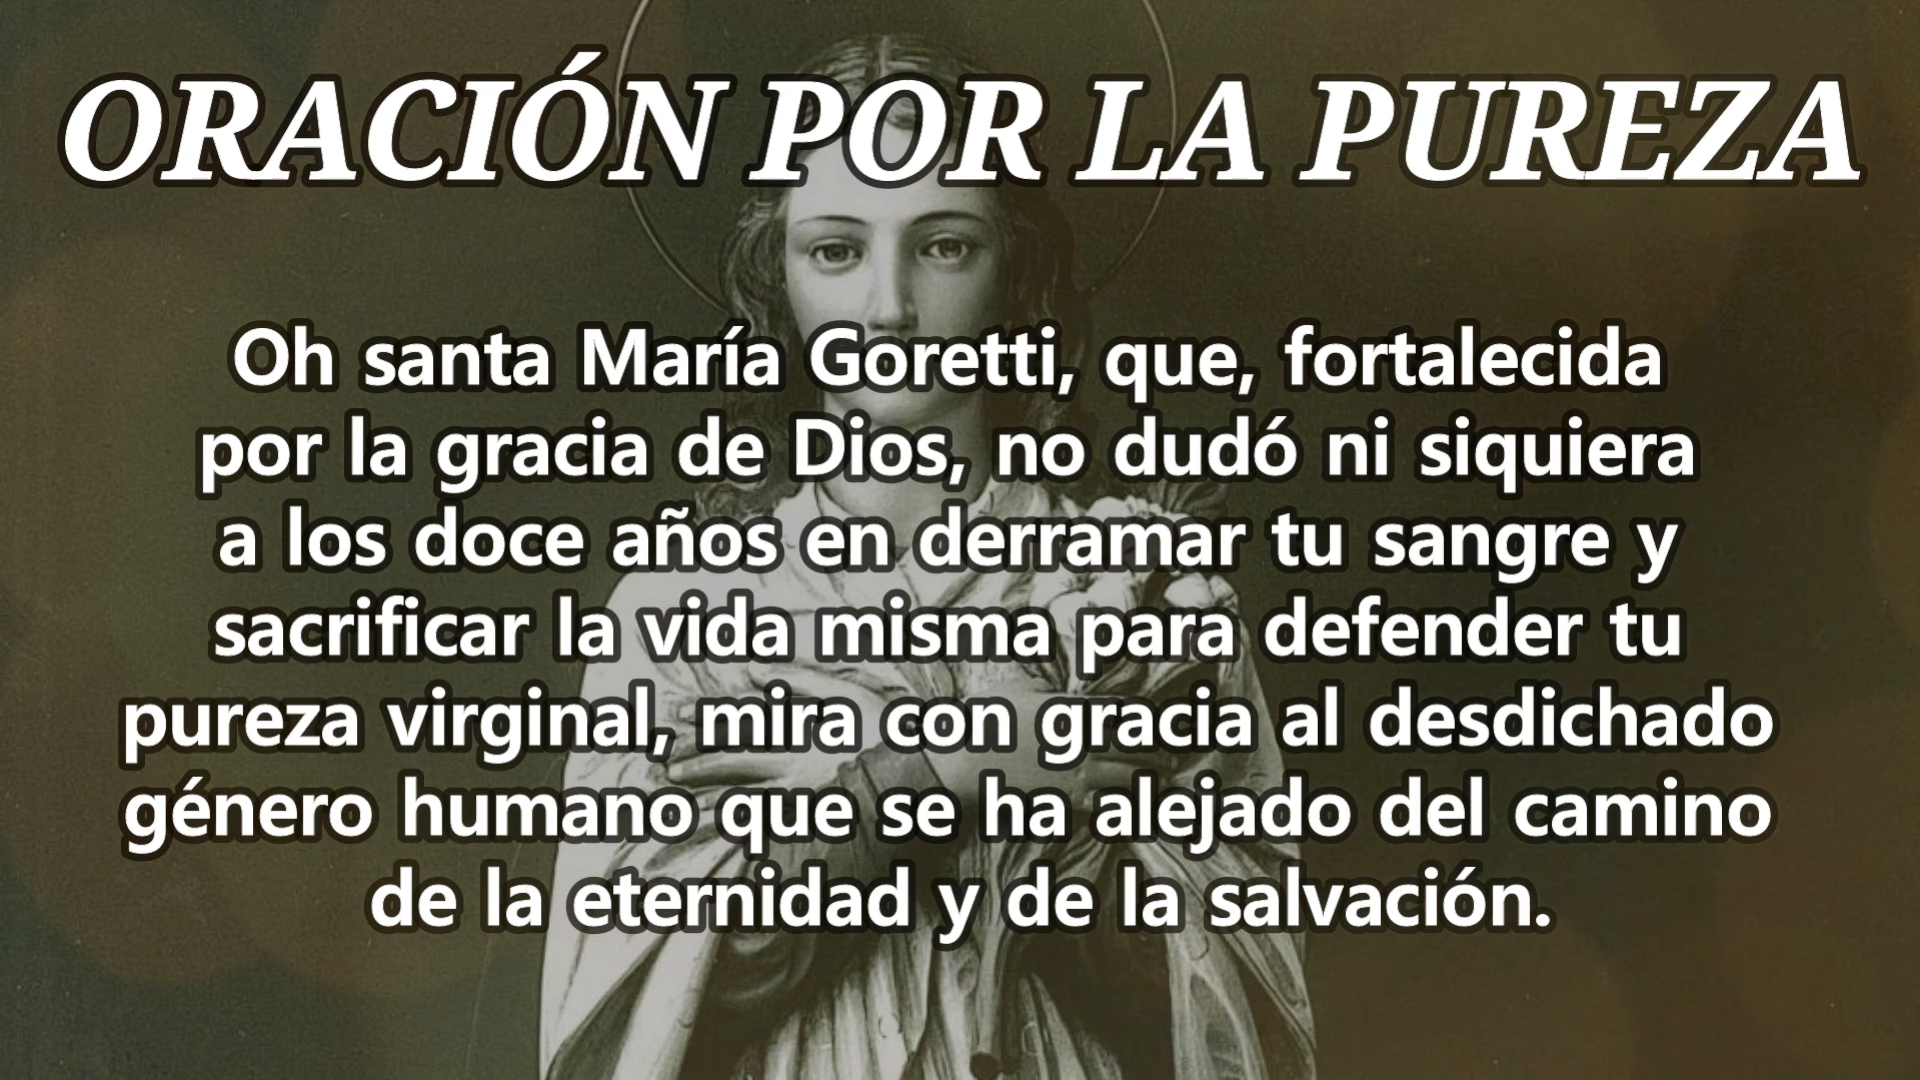 ORACIÓN POR LA PUREZA
Oh santa María Goretti, que, fortalecida
por la gracia de Dios, no dudó ni siquiera
a los doce años en derramar tu sangre y
sacrificar la vida misma para defender tu
pureza virginal, mira con gracia al desdichado
género humano que se ha alejado del camino
de la eternidad y de la salvación.